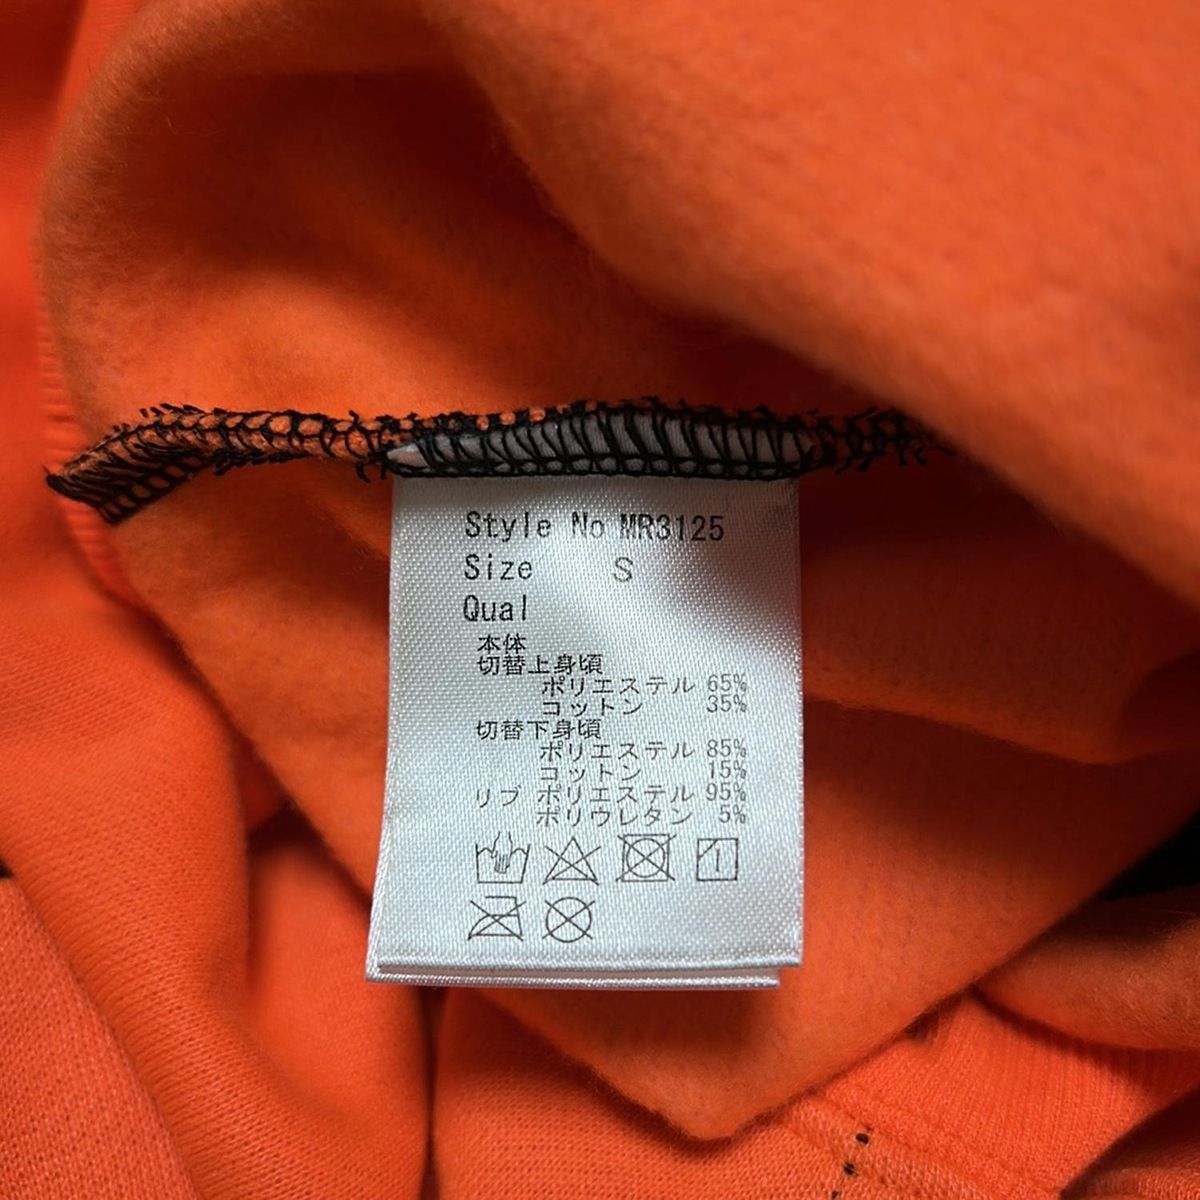 Style No MR3125
Size S
Qual
本体
切替上身頃
ポリエステル 65%
コットン 35%
切替下身頃
ポリエステル 85%
コットン 15%
リブ ポリエステル 95%
ポリウレタン 5%